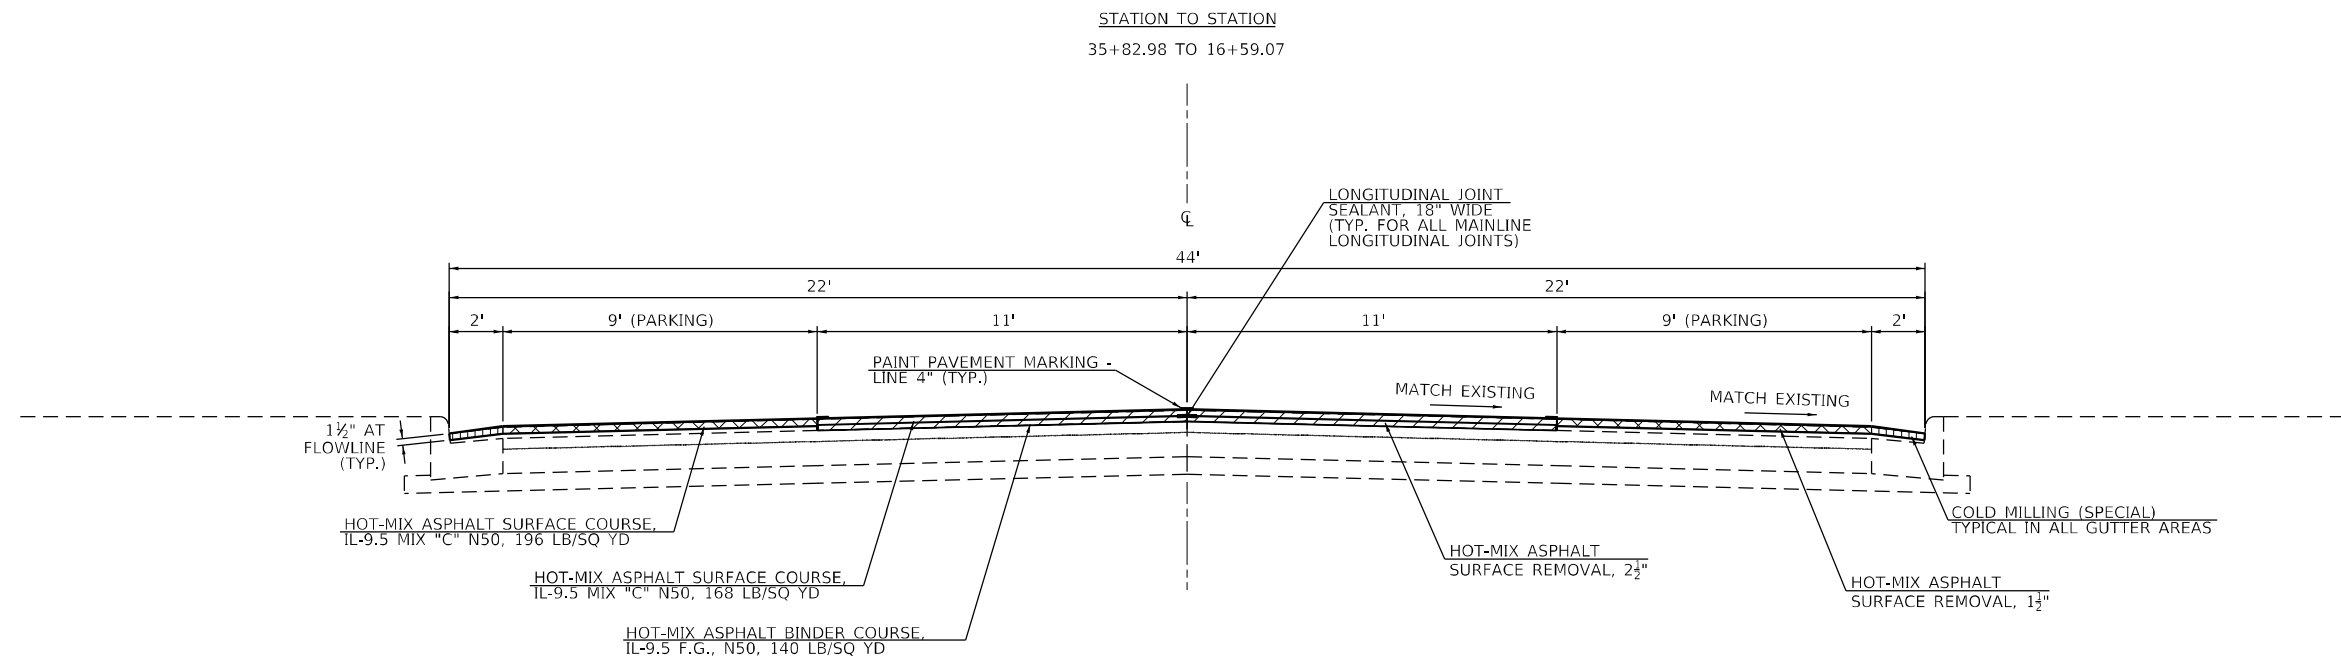 STATION TO STATION
35+82.98 TO 16+59.07
LONGITUDINAL JOINT
SEALANT, 18" WIDE
(TYP. FOR ALL MAINLINE
LONGITUDINAL JOINTS)
℄
44'
22'
22'
2'
9' (PARKING)
11'
11'
9' (PARKING)
2'
PAINT PAVEMENT MARKING -
LINE 4" (TYP.)
MATCH EXISTING
MATCH EXISTING
1½" AT
FLOWLINE
(TYP.)
HOT-MIX ASPHALT SURFACE COURSE,
IL-9.5 MIX "C" N50, 196 LB/SQ YD
HOT-MIX ASPHALT SURFACE COURSE,
IL-9.5 MIX "C" N50, 168 LB/SQ YD
HOT-MIX ASPHALT BINDER COURSE,
IL-9.5 F.G., N50, 140 LB/SQ YD
HOT-MIX ASPHALT
SURFACE REMOVAL, 2½"
COLD MILLING (SPECIAL)
TYPICAL IN ALL GUTTER AREAS
HOT-MIX ASPHALT
SURFACE REMOVAL, 1½"